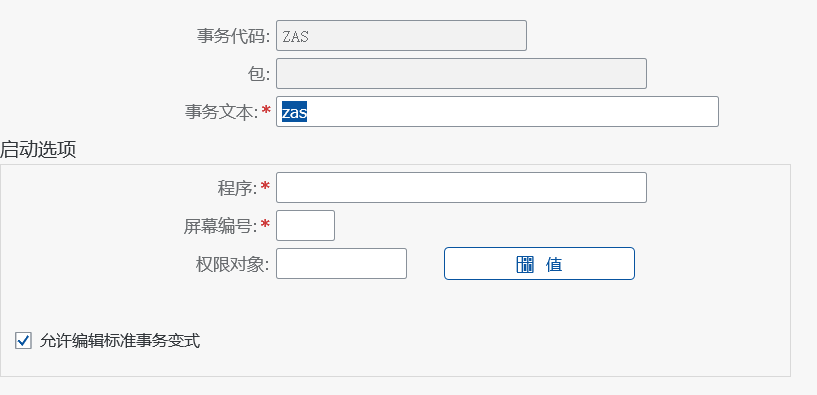 事务代码: ZAS
包:
事务文本:* zas
启动选项
程序:*
屏幕编号:*
权限对象: 值
允许编辑标准事务变式